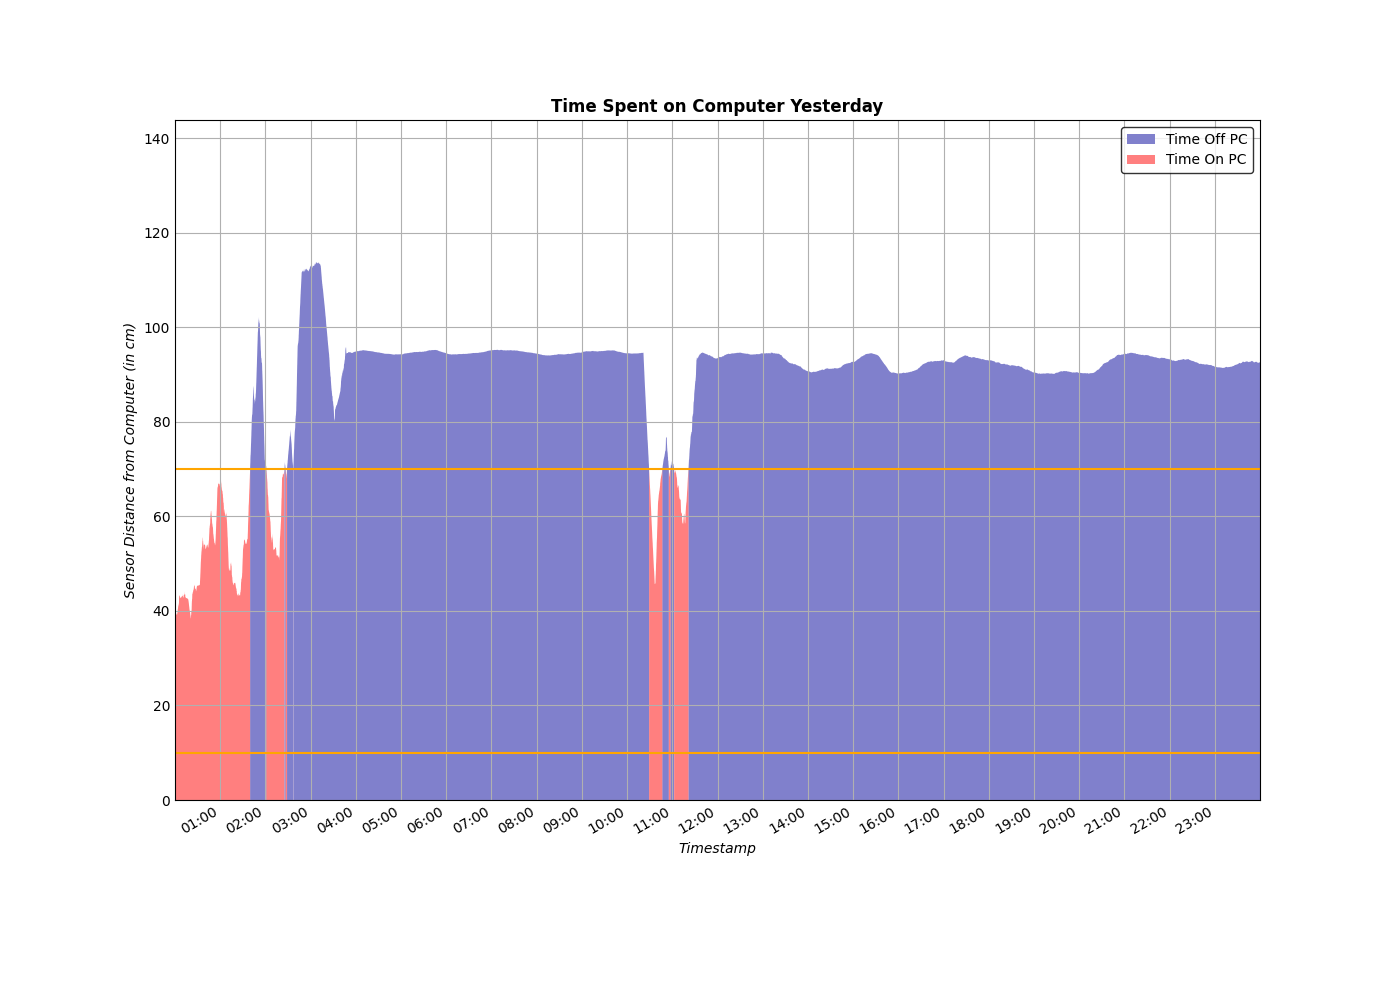 Time Spent on Computer Yesterday
Time Off PC
Time On PC
Sensor Distance from Computer (in cm)
140
120
100
80
60
40
20
0
01:00 02:00 03:00 04:00 05:00 06:00 07:00 08:00 09:00 10:00 11:00 12:00 13:00 14:00 15:00 16:00 17:00 18:00 19:00 20:00 21:00 22:00 23:00
Timestamp